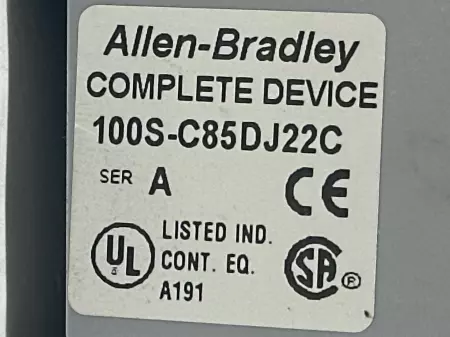 Allen-Bradley
COMPLETE DEVICE
100S-C85DJ22C
SER A
CE
UL
LISTED IND.
CONT. EQ.
A191
SA ®